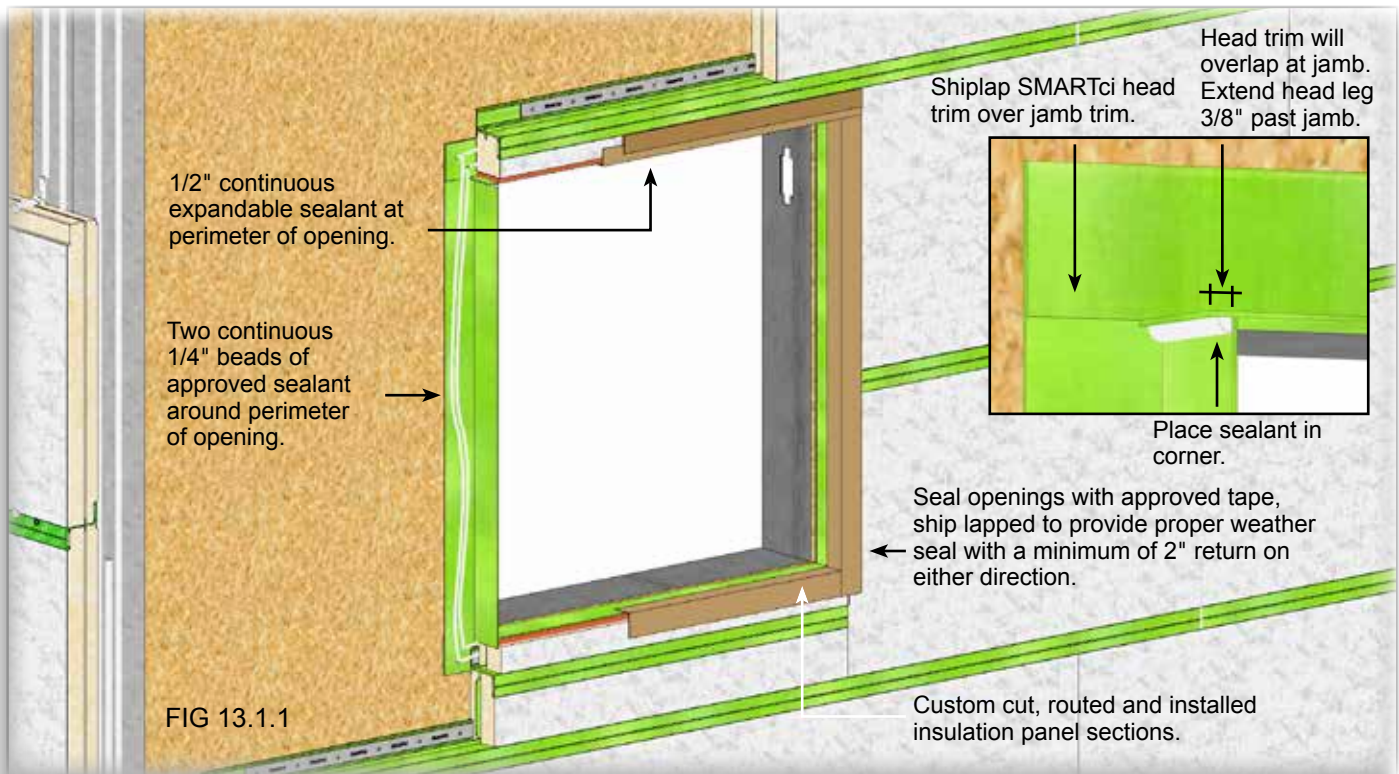 Head trim will
overlap at jamb.
Extend head leg
3/8" past jamb.
Shiplap SMARTci head
trim over jamb trim.
1/2" continuous
expandable sealant at
perimeter of opening.
Two continuous
1/4" beads of
approved sealant
around perimeter
of opening.
Place sealant in
corner.
Seal openings with approved tape,
ship lapped to provide proper weather
seal with a minimum of 2" return on
either direction.
Custom cut, routed and installed
insulation panel sections.
FIG 13.1.1